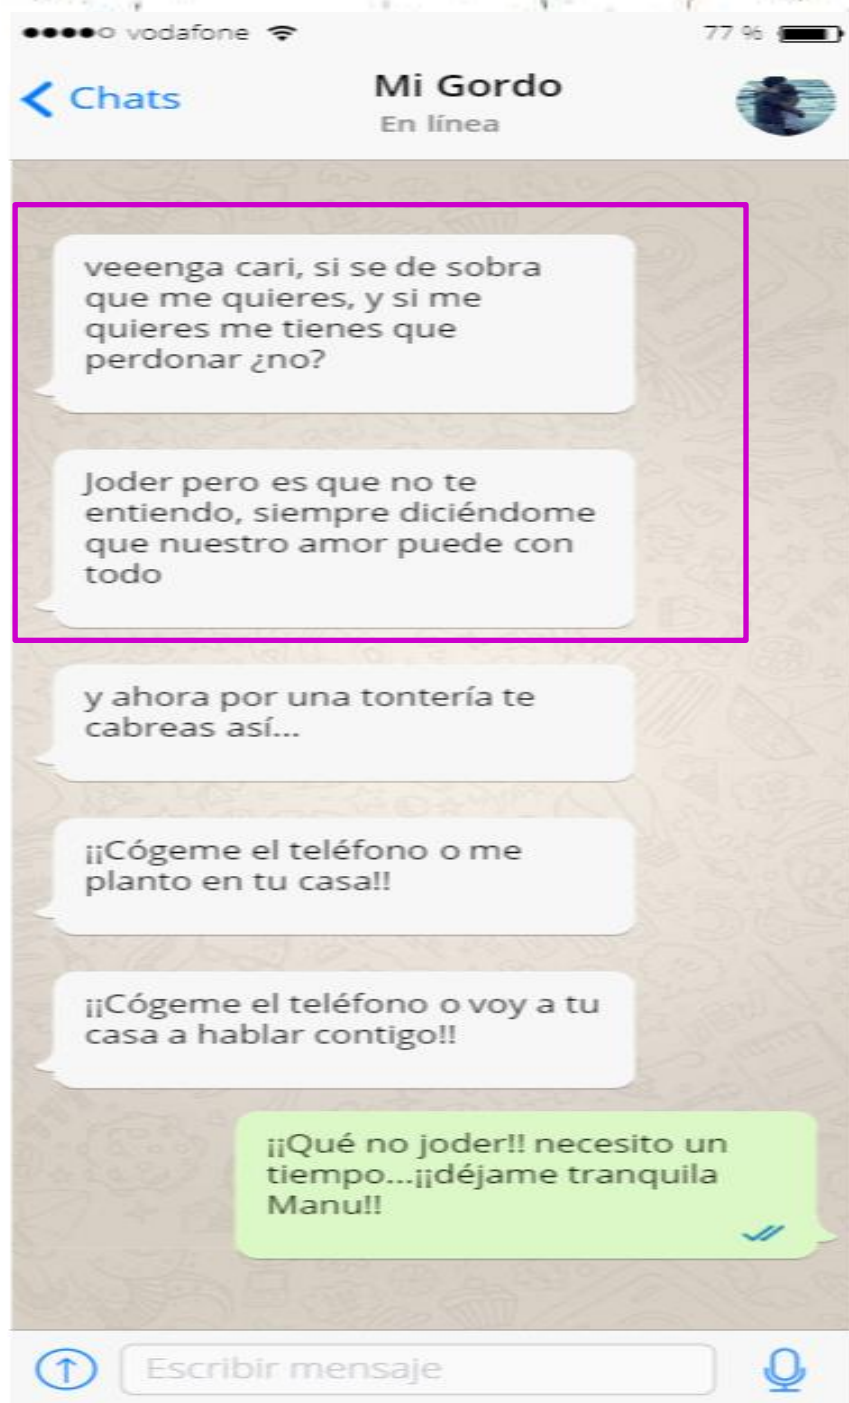 vodafone
77 %
Chats
Mi Gordo
En línea
veeenga cari, si se de sobra
que me quieres, y si me
quieres me tienes que
perdonar ¿no?
Joder pero es que no te
entiendo, siempre diciéndome
que nuestro amor puede con
todo
y ahora por una tontería te
cabreas así...
¡¡Cógeme el teléfono o me
planto en tu casa!!
¡¡Cógeme el teléfono o voy a tu
casa a hablar contigo!!
¡¡Qué no joder!! necesito un
tiempo...¡¡déjame tranquila
Manu!!
Escribir mensaje